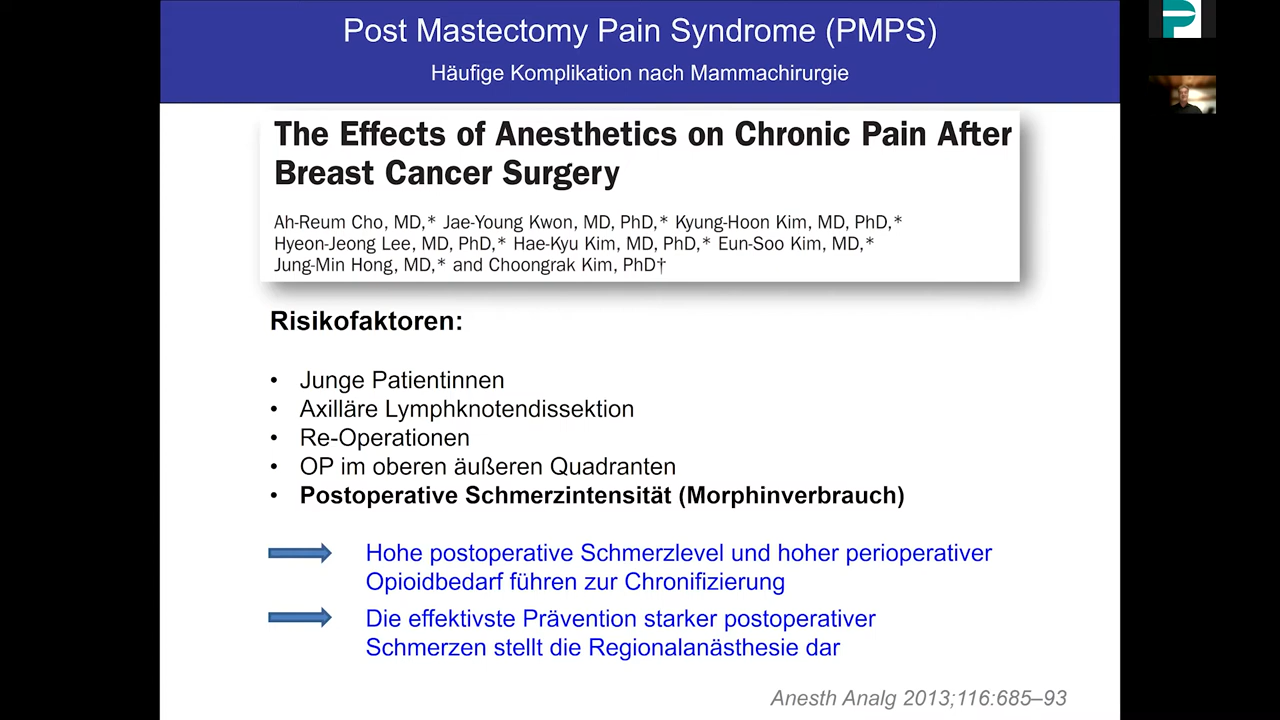 Post Mastectomy Pain Syndrome (PMPS)
Häufige Komplikation nach Mammachirurgie
The Effects of Anesthetics on Chronic Pain After
Breast Cancer Surgery
Ah-Reum Cho, MD,* Jae-Young Kwon, MD, PhD,* Kyung-Hoon Kim, MD, PhD,*
Hyeon-Jeong Lee, MD, PhD,* Hae-Kyu Kim, MD, PhD,* Eun-Soo Kim, MD,*
Jung-Min Hong, MD,* and Choongrak Kim, PhD†
Risikofaktoren:
• Junge Patientinnen
• Axilläre Lymphknotendissektion
• Re-Operationen
• OP im oberen äußeren Quadranten
• Postoperative Schmerzintensität (Morphinverbrauch)
Hohe postoperative Schmerzlevel und hoher perioperativer
Opioidbedarf führen zur Chronifizierung
Die effektivste Prävention starker postoperativer
Schmerzen stellt die Regionalanästhesie dar
Anesth Analg 2013;116:685–93